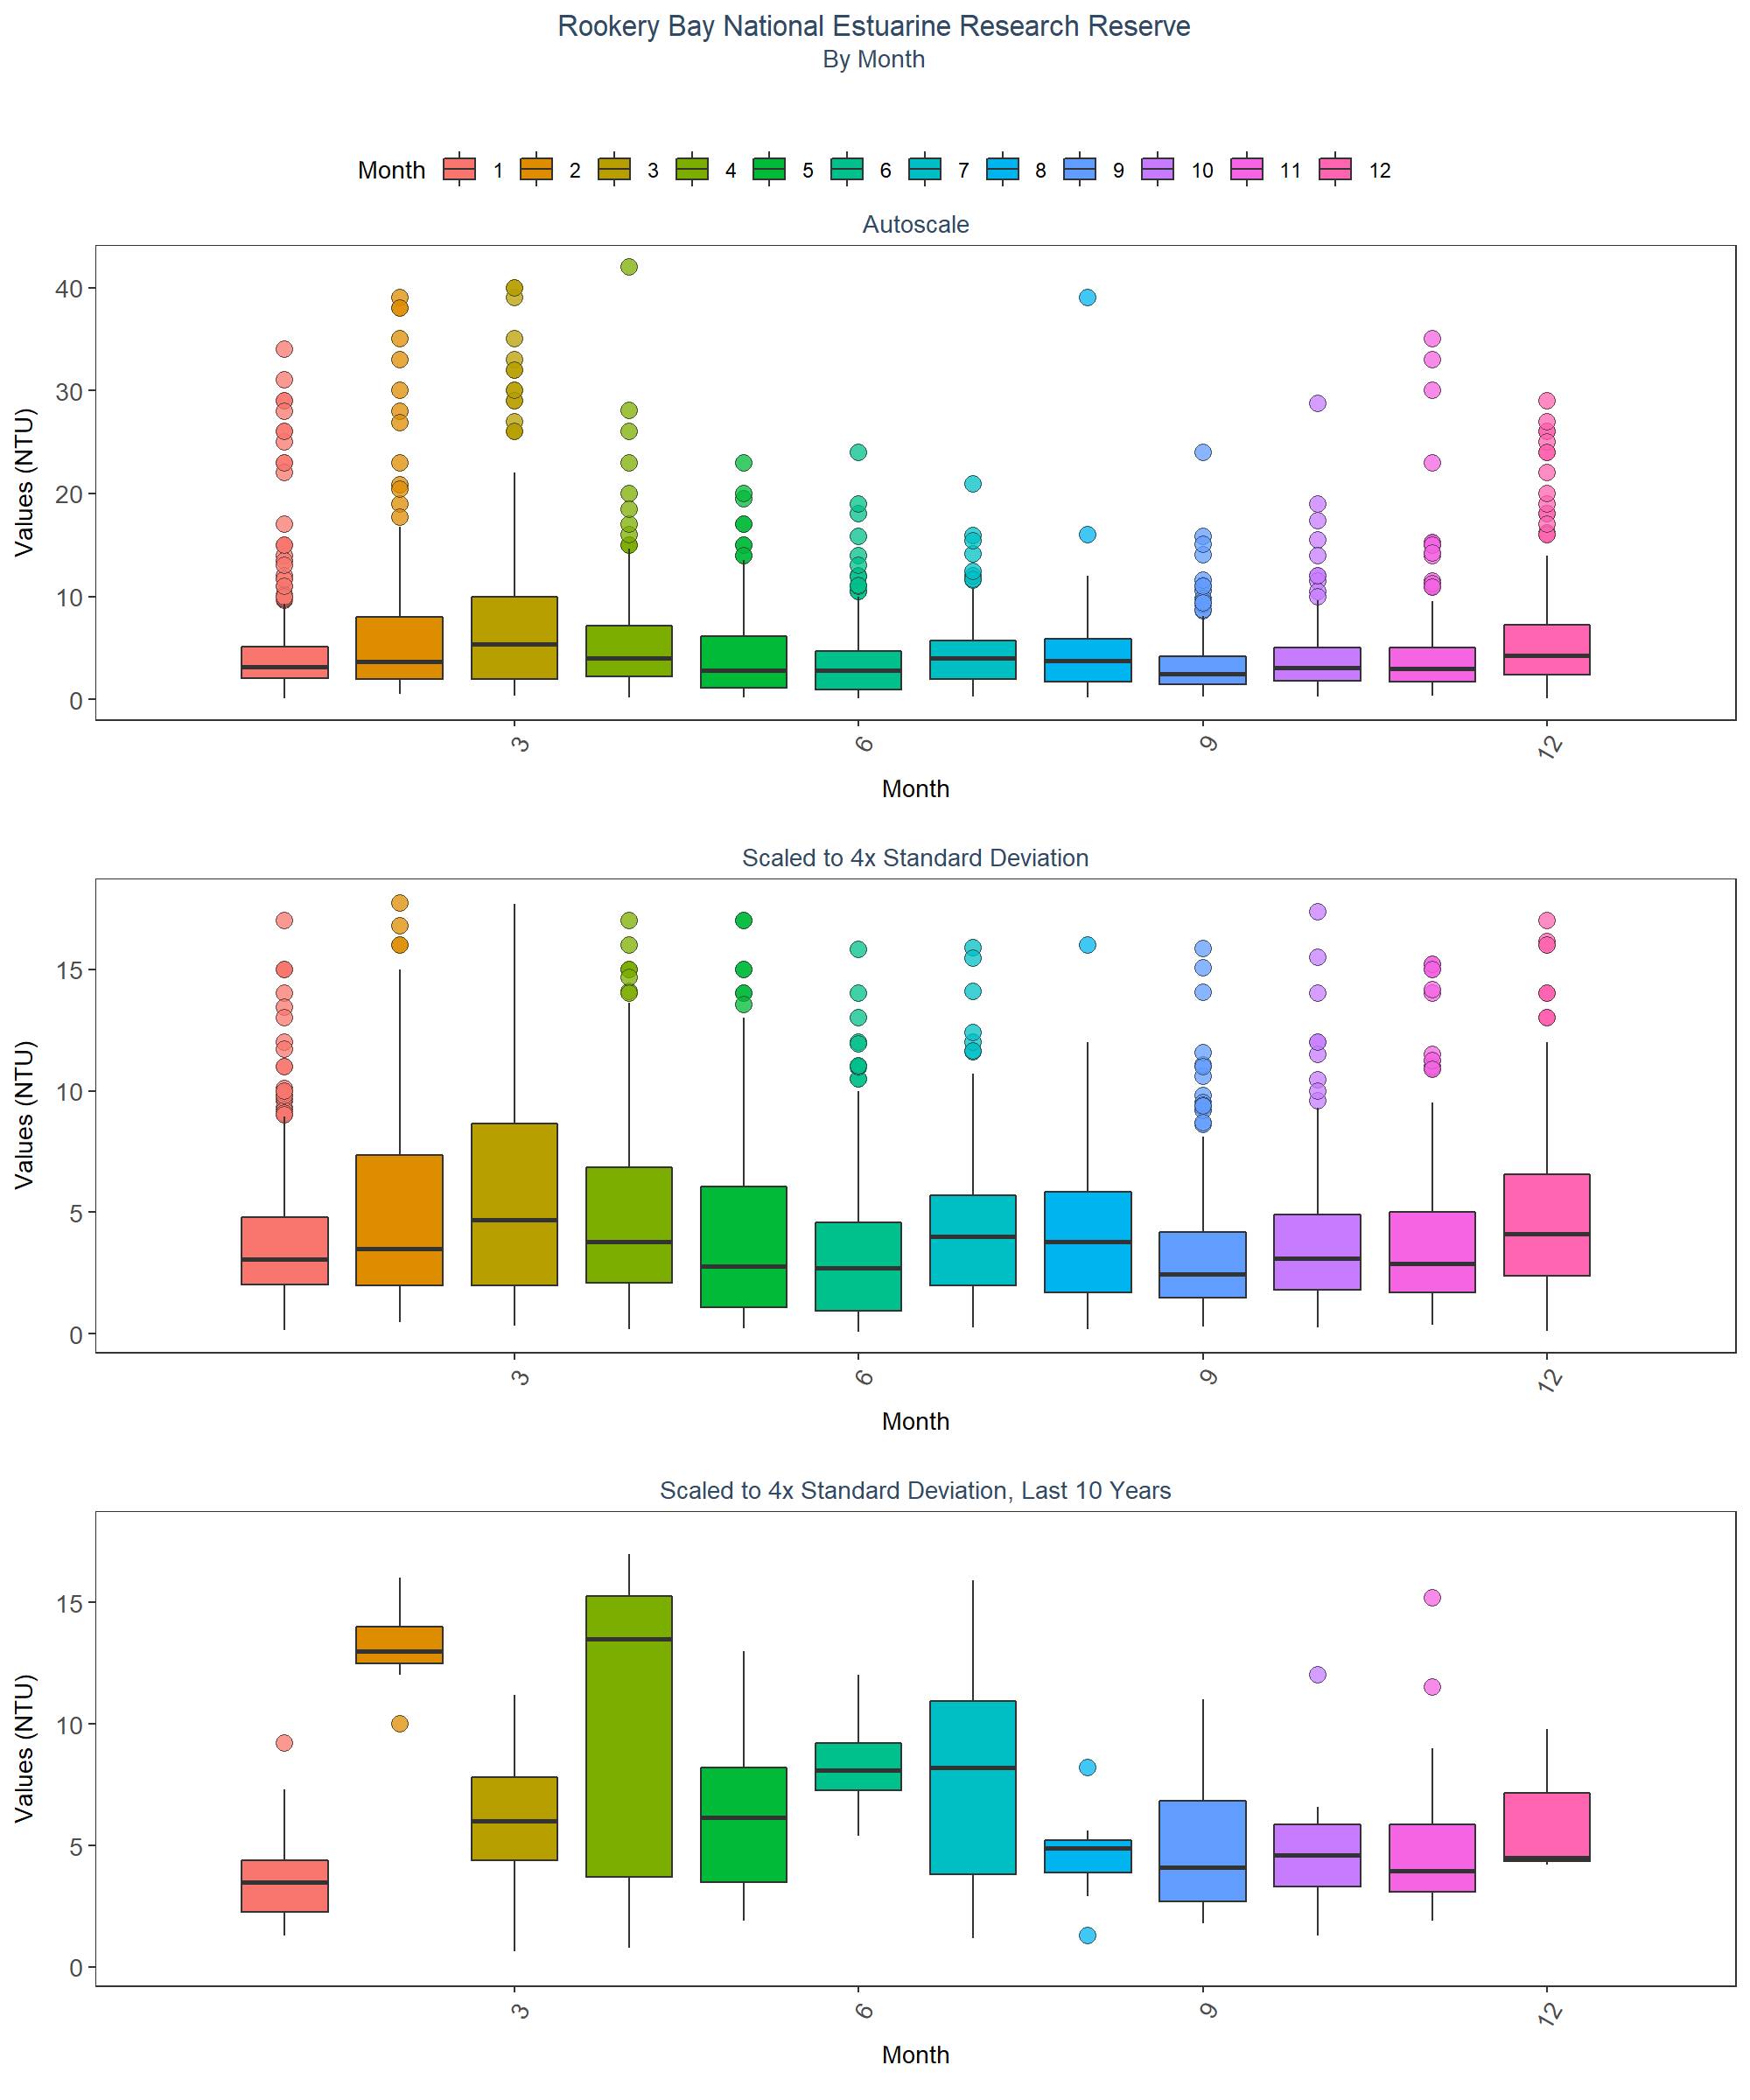 Rookery Bay National Estuarine Research Reserve
By Month
Month 1 2 3 4 5 6 7 8 9 10 11 12
Autoscale
Values (NTU)
40
30
20
10
0
3 6 9 12
Month
Scaled to 4x Standard Deviation
Values (NTU)
15
10
5
0
3 6 9 12
Month
Scaled to 4x Standard Deviation, Last 10 Years
Values (NTU)
15
10
5
0
3 6 9 12
Month